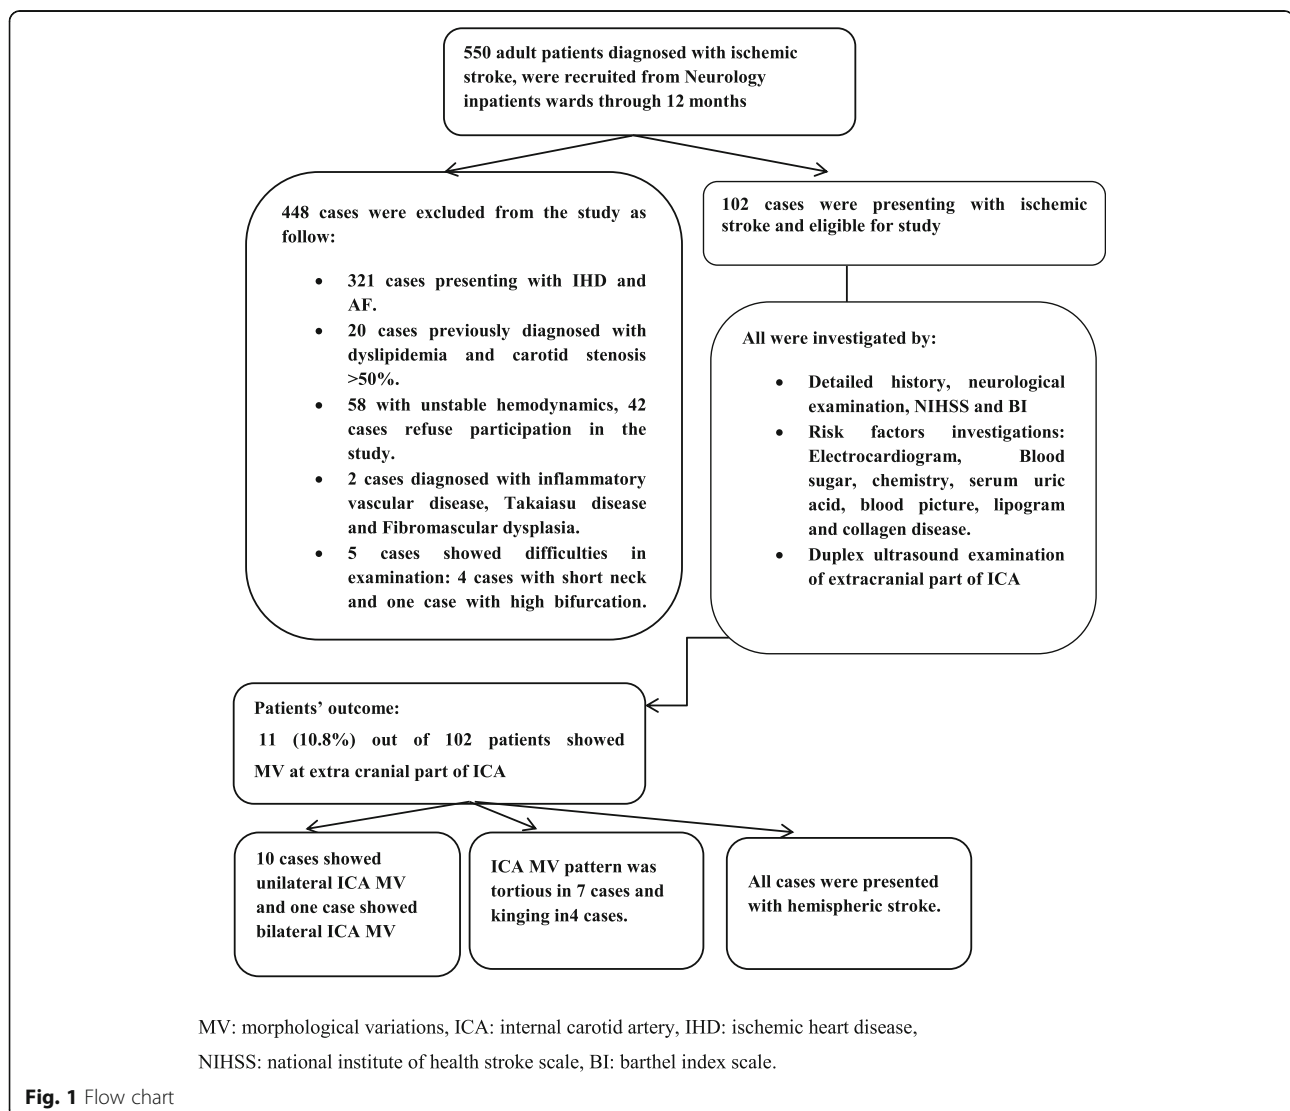 550 adult patients diagnosed with ischemic
stroke, were recruited from Neurology
inpatients wards through 12 months
448 cases were excluded from the study as
follow:
• 321 cases presenting with IHD and
AF.
• 20 cases previously diagnosed with
dyslipidemia and carotid stenosis
>50%.
• 58 with unstable hemodynamics, 42
cases refuse participation in the
study.
• 2 cases diagnosed with inflammatory
vascular disease, Takaiasu disease
and Fibromascular dysplasia.
• 5 cases showed difficulties in
examination: 4 cases with short neck
and one case with high bifurcation.
102 cases were presenting with ischemic
stroke and eligible for study
All were investigated by:
• Detailed history, neurological
examination, NIHSS and BI
• Risk factors investigations:
Electrocardiogram, Blood
sugar, chemistry, serum uric
acid, blood picture, lipogram
and collagen disease.
• Duplex ultrasound examination
of extracranial part of ICA
Patients’ outcome:
11 (10.8%) out of 102 patients showed
MV at extra cranial part of ICA
10 cases showed
unilateral ICA MV
and one case showed
bilateral ICA MV
ICA MV pattern was
tortious in 7 cases and
kinging in4 cases.
All cases were presented
with hemispheric stroke.
MV: morphological variations, ICA: internal carotid artery, IHD: ischemic heart disease,
NIHSS: national institute of health stroke scale, BI: barthel index scale.
Fig. 1 Flow chart